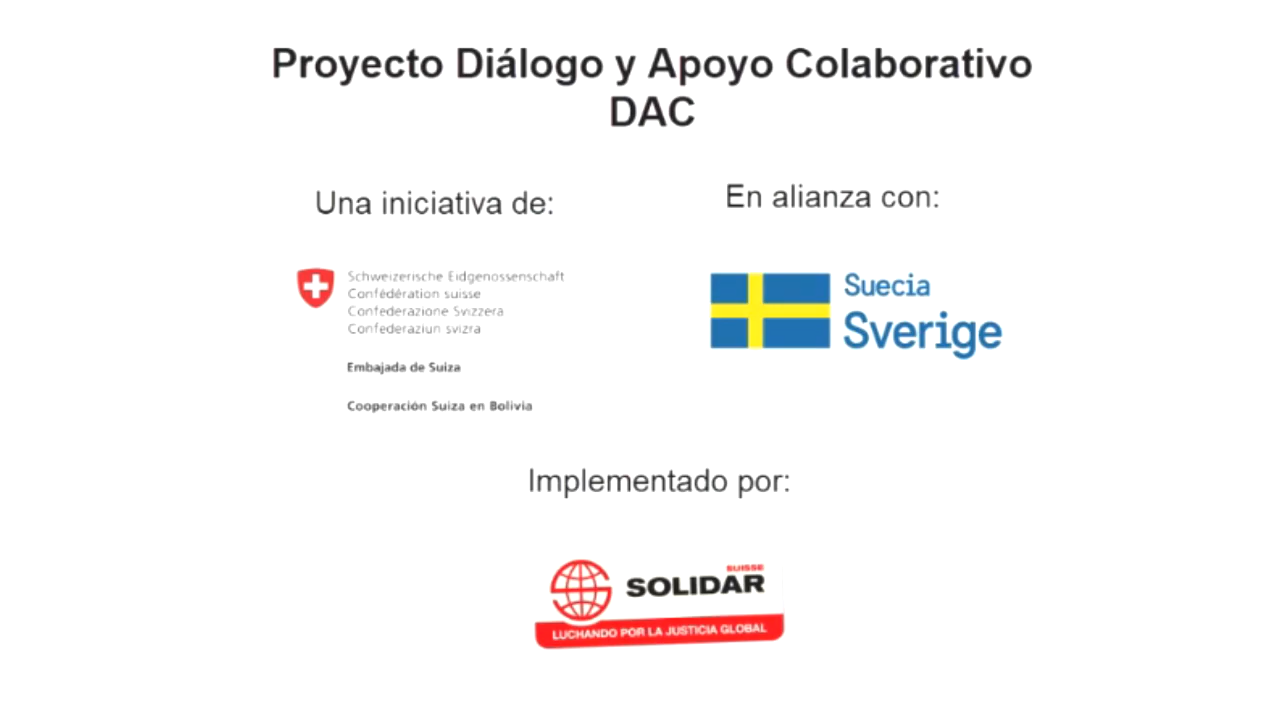 Proyecto Diálogo y Apoyo Colaborativo
DAC
Una iniciativa de:
Schweizerische Eidgenossenschaft
Confédération suisse
Confederazione Svizzera
Confederaziun svizra
Embajada de Suiza
Cooperación Suiza en Bolivia
En alianza con:
Suecia
Sverige
Implementado por:
SUISSE
SOLIDAR
LUCHANDO POR LA JUSTICIA GLOBAL